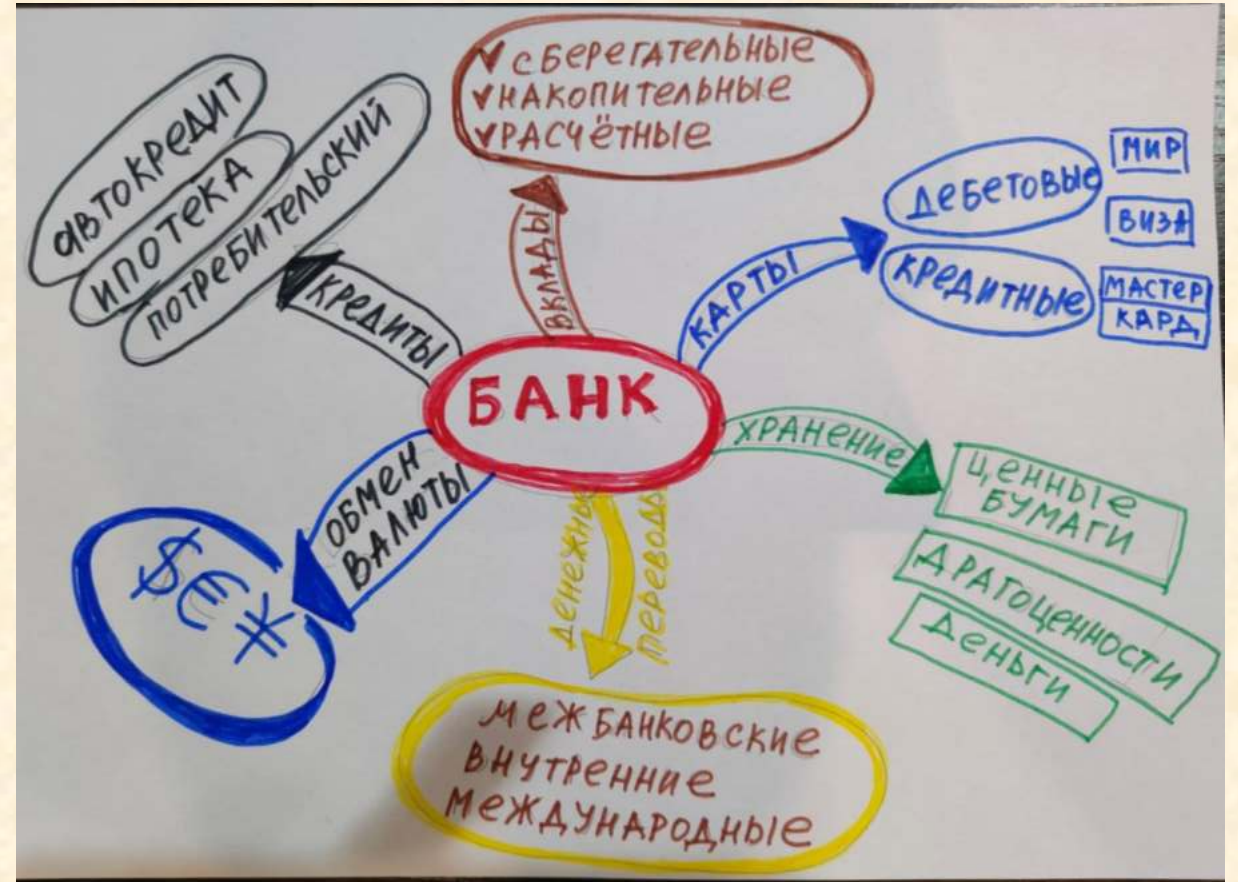 ✓ сБЕРЕГАТЕЛЬНЫЕ
✓ НАКОПИТЕЛЬНЫЕ
✓ РАСЧЁТНЫЕ
ВКЛАДЫ
АВТОКРЕДИТ
ИПОТЕКА
ПОТРЕБИТЕЛЬСКИЙ
КРЕДИТЫ
КАРТЫ
ДЕБЕТОВЫЕ
КРЕДИТНЫЕ
МИР
ВИЗА
МАСТЕР
КАРД
БАНК
ХРАНЕНИЕ
ЦЕННЫЕ
БУМАГИ
ДРАГОЦЕННОСТИ
ДЕНЬГИ
ОБМЕН
ВАЛЮТЫ
$ € ¥
ПЕРЕВОДЫ
МЕЖБАНКОВСКИЕ
ВНУТРЕННИЕ
МЕЖДУНАРОДНЫЕ